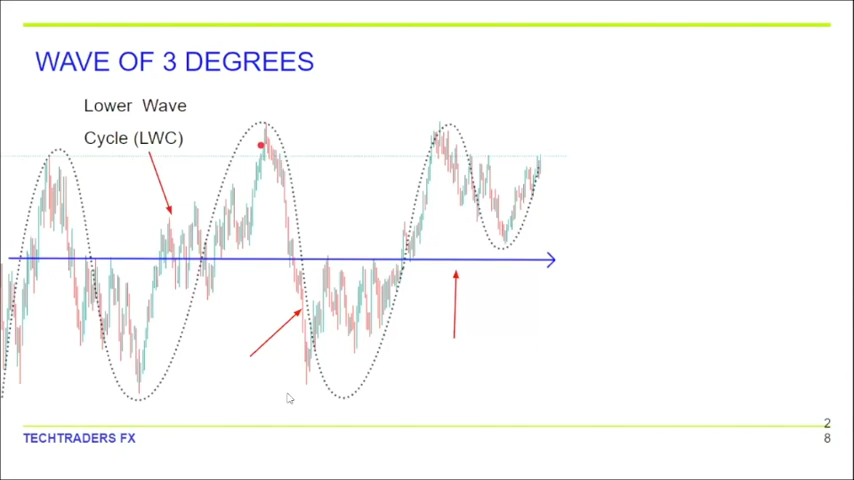 WAVE OF 3 DEGREES
Lower Wave
Cycle (LWC)
TECHTRADERS FX
2
8